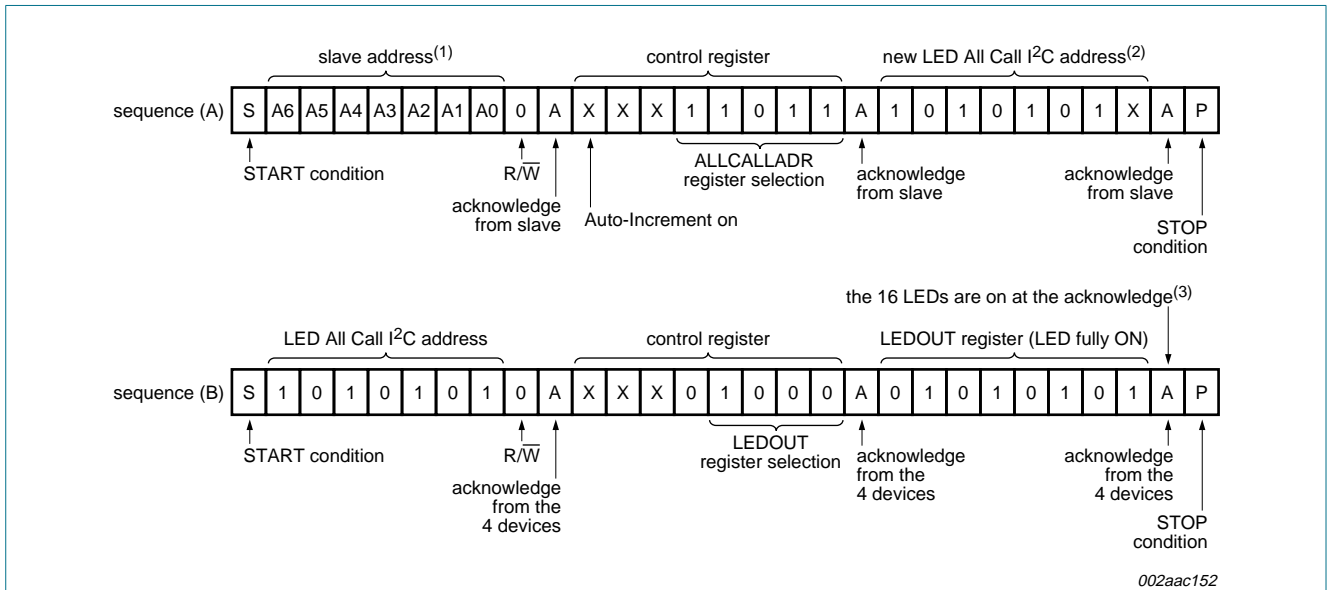 slave address(1)
control register
new LED All Call I2C address(2)
sequence (A)
S A6 A5 A4 A3 A2 A1 A0 0 A X X X 1 1 0 1 1 A 1 0 1 0 1 0 1 X A P
START condition
R/W
acknowledge
from slave
Auto-Increment on
ALLCALLADR
register selection
acknowledge
from slave
acknowledge
from slave
STOP
condition
the 16 LEDs are on at the acknowledge(3)
LED All Call I2C address
control register
LEDOUT register (LED fully ON)
sequence (B)
S 1 0 1 0 1 0 1 0 A X X X 0 1 0 0 0 A 0 1 0 1 0 1 0 1 A P
START condition
R/W
acknowledge
from the
4 devices
LEDOUT
register selection
acknowledge
from the
4 devices
acknowledge
from the
4 devices
STOP
condition
002aac152